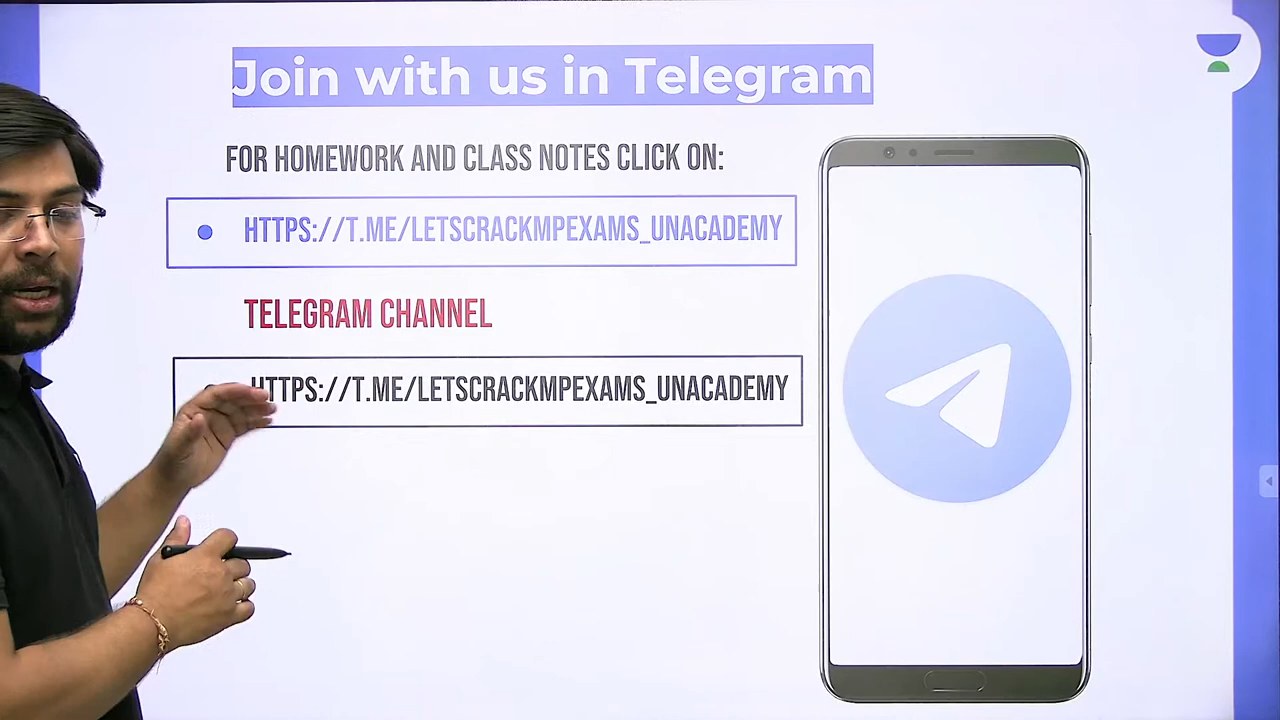 Join with us in Telegram
FOR HOMEWORK AND CLASS NOTES CLICK ON:
HTTPS://T.ME/LETSCRACKMPEXAMS_UNACADEMY
TELEGRAM CHANNEL
HTTPS://T.ME/LETSCRACKMPEXAMS_UNACADEMY